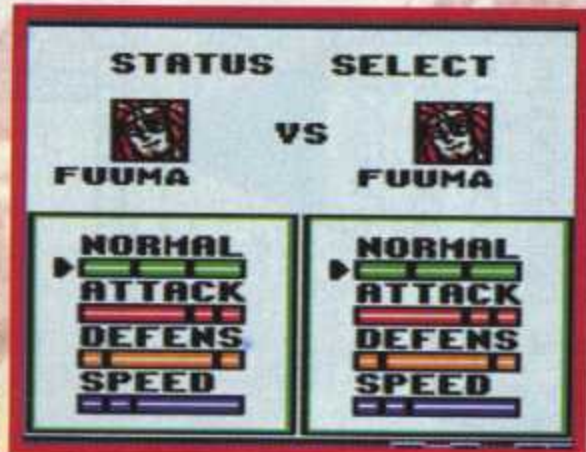 STATUS SELECT
VS
FUUMA FUUMA
NORMAL NORMAL
ATTACK ATTACK
DEFENS DEFENS
SPEED SPEED